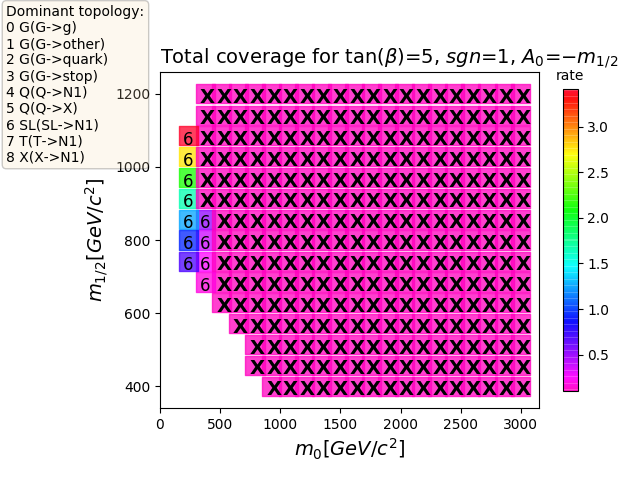 Dominant topology:
0 G(G->g)
1 G(G->other)
2 G(G->quark)
3 G(G->stop)
4 Q(Q->N1)
5 Q(Q->X)
6 SL(SL->N1)
7 T(T->N1)
8 X(X->N1)
Total coverage for tan(β)=5, sgn=1, A₀=−m₁/₂
rate
1200
1000
800
600
400
m₁/₂[GeV/c²]
X X X X X X X X X X X X X X X X X X X X
X X X X X X X X X X X X X X X X X X X X
6 X X X X X X X X X X X X X X X X X X X X
6 X X X X X X X X X X X X X X X X X X X X
6 X X X X X X X X X X X X X X X X X X X X
6 X X X X X X X X X X X X X X X X X X X X
6 6 X X X X X X X X X X X X X X X X X X X
6 6 X X X X X X X X X X X X X X X X X X X
6 6 X X X X X X X X X X X X X X X X X X X
6 X X X X X X X X X X X X X X X X X X X
X X X X X X X X X X X X X X X X X X X
X X X X X X X X X X X X X X X X X X
X X X X X X X X X X X X X X X X X
X X X X X X X X X X X X X X X X X
X X X X X X X X X X X X X X X X
0 500 1000 1500 2000 2500 3000
m₀[GeV/c²]
3.0
2.5
2.0
1.5
1.0
0.5